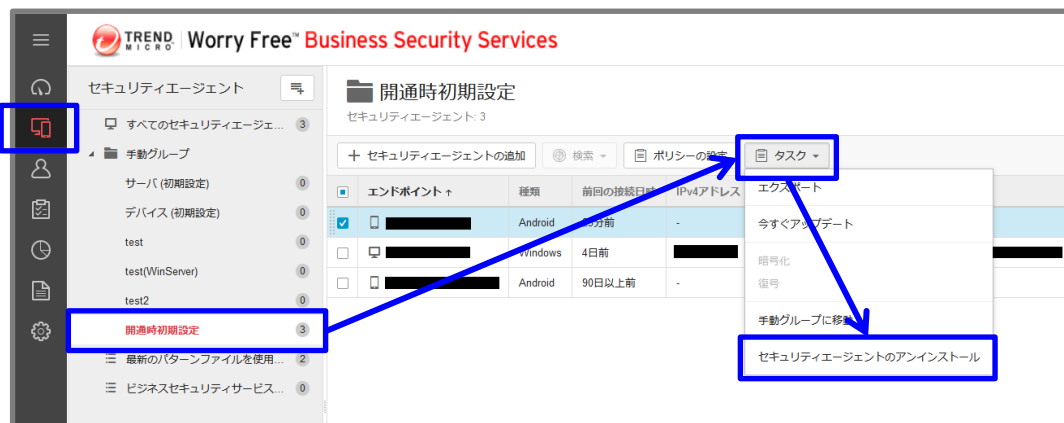 TREND MICRO Worry Free™ Business Security Services
セキュリティエージェント
すべてのセキュリティエージェ... 3
手動グループ
サーバ (初期設定) 0
デバイス (初期設定) 0
test 0
test(WinServer) 0
test2 0
開通時初期設定 3
最新のパターンファイルを使用... 2
ビジネスセキュリティサービス... 0
開通時初期設定
セキュリティエージェント: 3
+ セキュリティエージェントの追加 検索 ポリシーの設定 タスク
エンドポイント ↑ 種類 前回の接続日時 IPv4アドレス
Android 分前 -
Windows 4日前
Android 90日以上前 -
エクスポート
今すぐアップデート
暗号化
復号
手動グループに移動
セキュリティエージェントのアンインストール